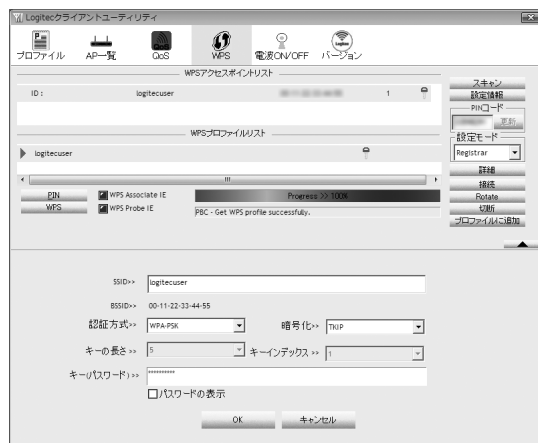 Logitecクライアントユーティリティ
プロファイル AP一覧 QoS WPS 電波ON/OFF バージョン
WPSアクセスポイントリスト
ID : logitecuser 1
WPSプロファイルリスト
logitecuser
スキャン
設定情報
PINコード
更新
設定モード
Registrar
詳細
接続
Rotate
切断
プロファイルに追加
PIN WPS Associate IE Progress >> 100%
WPS WPS Probe IE PBC - Get WPS profile successfully.
SSID>> logitecuser
BSSID>> 00-11-22-33-44-55
認証方式>> WPA-PSK 暗号化>> TKIP
キーの長さ>> 5 キーインデックス >> 1
キー(パスワード)>> **********
パスワードの表示
OK キャンセル